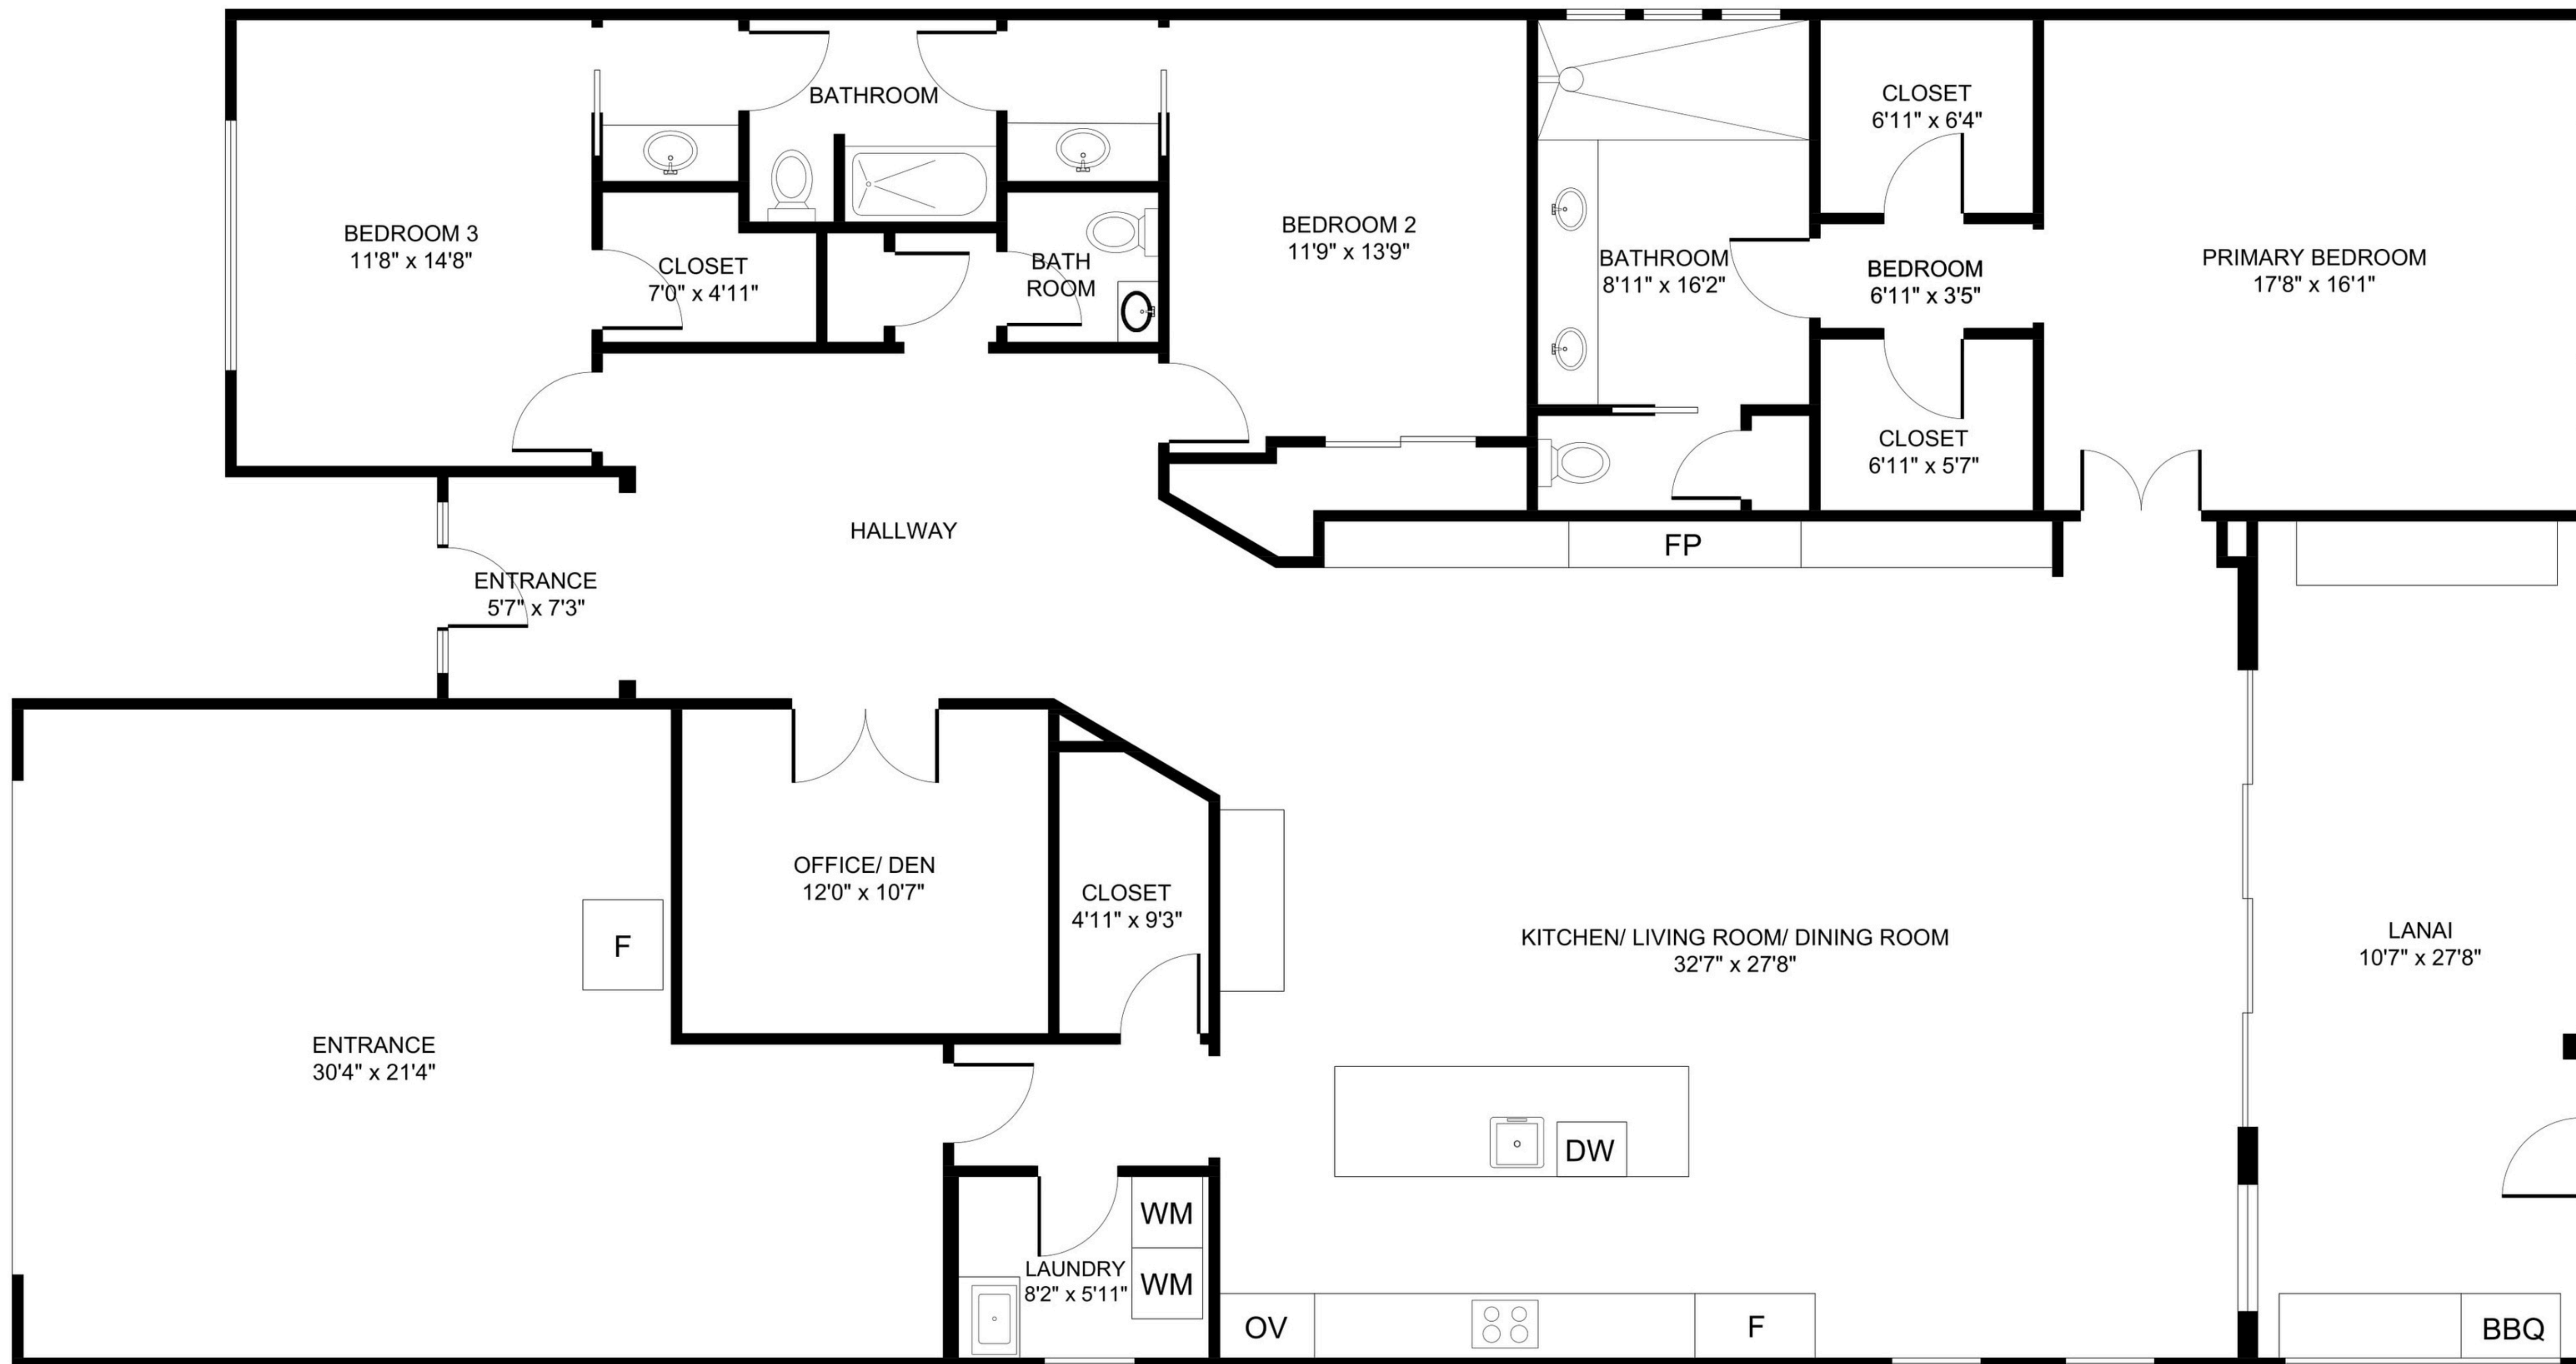 BATHROOM
CLOSET
6'11" x 6'4"
BEDROOM 3
11'8" x 14'8"
CLOSET
7'0" x 4'11"
BATH
ROOM
BEDROOM 2
11'9" x 13'9"
BATHROOM
8'11" x 16'2"
BEDROOM
6'11" x 3'5"
PRIMARY BEDROOM
17'8" x 16'1"
CLOSET
6'11" x 5'7"
HALLWAY
FP
ENTRANCE
5'7" x 7'3"
OFFICE/ DEN
12'0" x 10'7"
CLOSET
4'11" x 9'3"
F
KITCHEN/ LIVING ROOM/ DINING ROOM
32'7" x 27'8"
LANAI
10'7" x 27'8"
ENTRANCE
30'4" x 21'4"
DW
WM
LAUNDRY
8'2" x 5'11"
WM
OV
F
BBQ